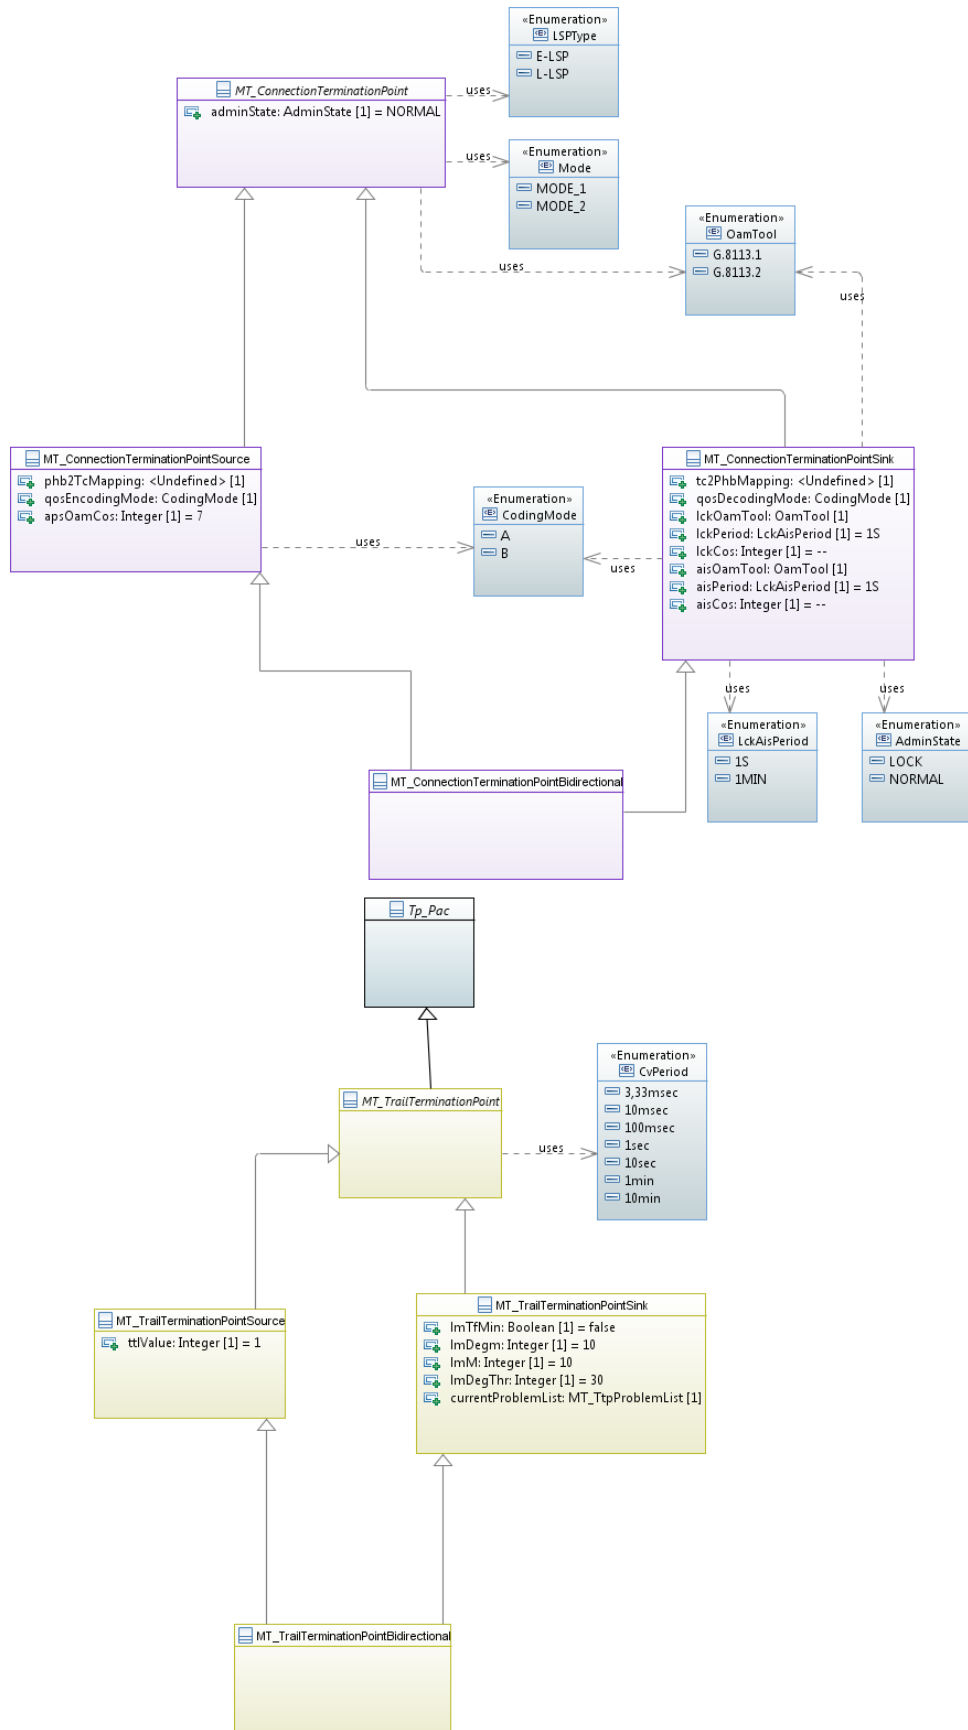 «Enumeration»
LSPType
E-LSP
L-LSP
MT_ConnectionTerminationPoint
adminState: AdminState [1] = NORMAL
uses
«Enumeration»
Mode
MODE_1
MODE_2
uses
«Enumeration»
OamTool
G.8113.1
G.8113.2
uses
uses
MT_ConnectionTerminationPointSource
phb2TcMapping: <Undefined> [1]
qosEncodingMode: CodingMode [1]
apsOamCos: Integer [1] = 7
MT_ConnectionTerminationPointSink
tc2PhbMapping: <Undefined> [1]
qosDecodingMode: CodingMode [1]
lckOamTool: OamTool [1]
lckPeriod: LckAisPeriod [1] = 1S
lckCos: Integer [1] = --
aisOamTool: OamTool [1]
aisPeriod: LckAisPeriod [1] = 1S
aisCos: Integer [1] = --
«Enumeration»
CodingMode
A
B
uses
uses
uses
uses
«Enumeration»
LckAisPeriod
1S
1MIN
«Enumeration»
AdminState
LOCK
NORMAL
MT_ConnectionTerminationPointBidirectional
Tp_Pac
«Enumeration»
CvPeriod
3,33msec
10msec
100msec
1sec
10sec
1min
10min
MT_TrailTerminationPoint
uses
MT_TrailTerminationPointSource
ttlValue: Integer [1] = 1
MT_TrailTerminationPointSink
lmTfMin: Boolean [1] = false
lmDegm: Integer [1] = 10
lmM: Integer [1] = 10
lmDegThr: Integer [1] = 30
currentProblemList: MT_TtpProblemList [1]
MT_TrailTerminationPointBidirectional